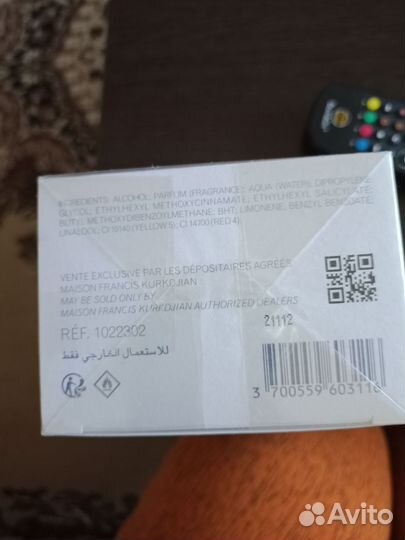 INGREDIENTS: ALCOHOL; PARFUM (FRAGRANCE); AQUA (WATER); DIPROPYLENE
GLYCOL; ETHYLHEXYL METHOXYCINNAMATE; ETHYLHEXYL SALICYLATE;
BUTYL METHOXYDIBENZOYLMETHANE; BHT; LIMONENE; BENZYL BENZOATE;
LINALOOL; CI 19140 (YELLOW 5); CI 14700 (RED 4).
VENTE EXCLUSIVE PAR LES DÉPOSITAIRES AGRÉÉS
MAISON FRANCIS KURKDJIAN
MAY BE SOLD ONLY BY
MAISON FRANCIS KURKDJIAN AUTHORIZED DEALERS
21112
RÉF. 1022302
للاستعمال الخارجي فقط
3 700559 603116
Avito